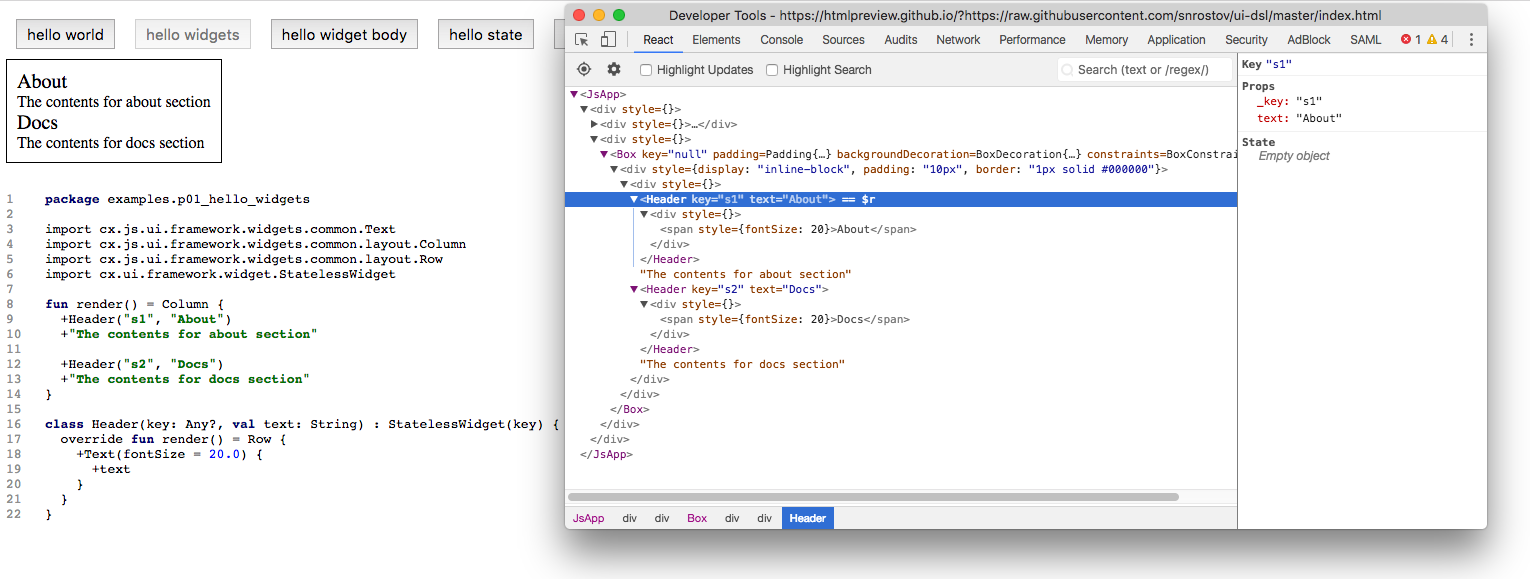 hello world
hello widgets
hello widget body
hello state
About
The contents for about section
Docs
The contents for docs section
1 package examples.p01_hello_widgets
2
3 import cx.js.ui.framework.widgets.common.Text
4 import cx.js.ui.framework.widgets.common.layout.Column
5 import cx.js.ui.framework.widgets.common.layout.Row
6 import cx.ui.framework.widget.StatelessWidget
7
8 fun render() = Column {
9 +Header("s1", "About")
10 +"The contents for about section"
11
12 +Header("s2", "Docs")
13 +"The contents for docs section"
14 }
15
16 class Header(key: Any?, val text: String) : StatelessWidget(key) {
17 override fun render() = Row {
18 +Text(fontSize = 20.0) {
19 +text
20 }
21 }
22 }
Developer Tools - https://htmlpreview.github.io/?https://raw.githubusercontent.com/snrostov/ui-dsl/master/index.html
React Elements Console Sources Audits Network Performance Memory Application Security AdBlock SAML 1 4
Highlight Updates Highlight Search Search (text or /regex/)
<JsApp>
<div style={}>
<div style={}>…</div>
<div style={}>
<Box key="null" padding=Padding{…} backgroundDecoration=BoxDecoration{…} constraints=BoxConstrai
<div style={display: "inline-block", padding: "10px", border: "1px solid #000000"}>
<div style={}>
<Header key="s1" text="About"> == $r
<div style={}>
<span style={fontSize: 20}>About</span>
</div>
</Header>
"The contents for about section"
<Header key="s2" text="Docs">
<div style={}>
<span style={fontSize: 20}>Docs</span>
</div>
</Header>
"The contents for docs section"
</div>
</div>
</Box>
</div>
</div>
</JsApp>
JsApp div div Box div div Header
Key "s1"
Props
_key: "s1"
text: "About"
State
Empty object